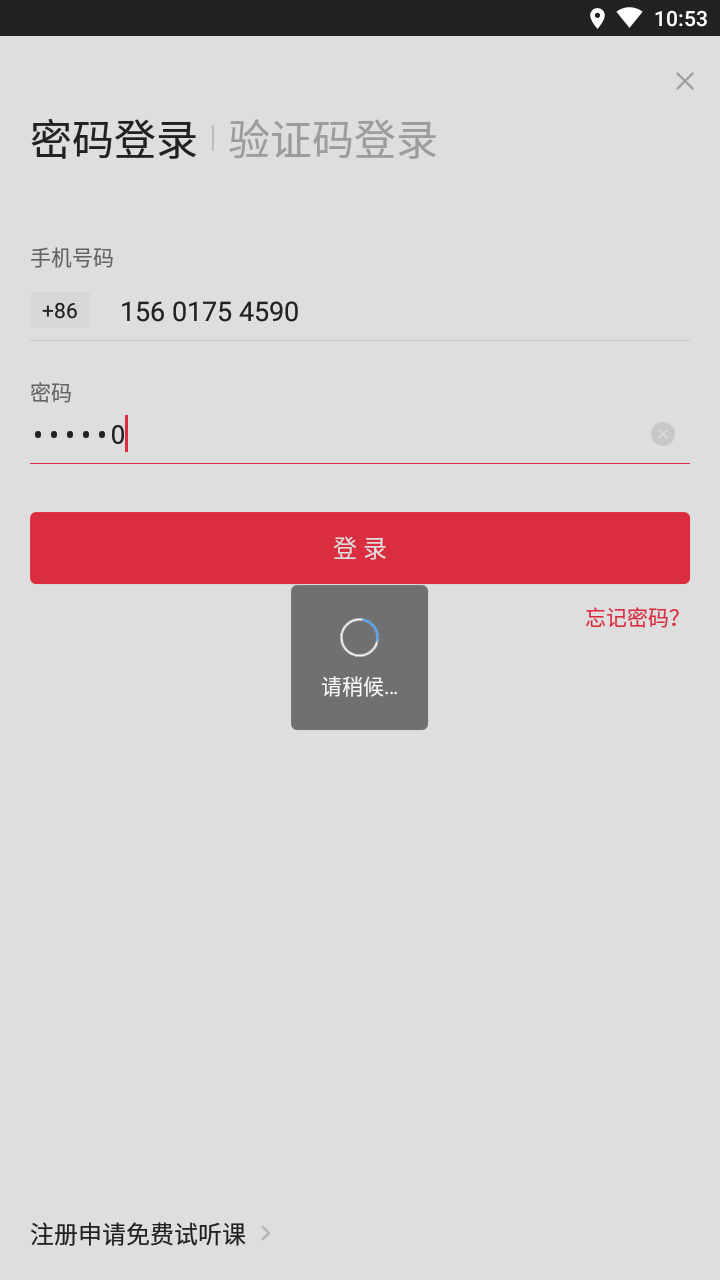 10:53
密码登录 验证码登录
手机号码
+86 156 0175 4590
密码
•••••0
登录
忘记密码?
请稍候...
注册申请免费试听课